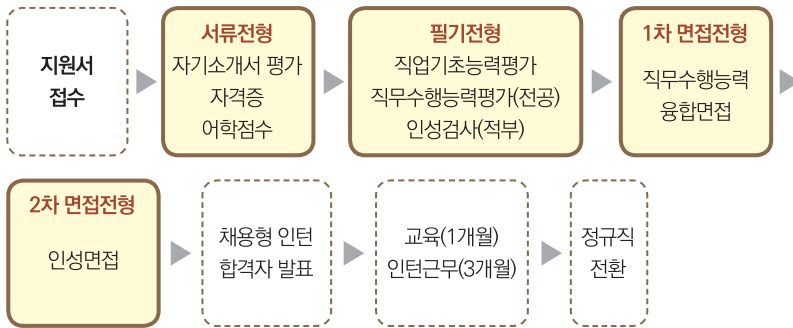 지원서
접수
서류전형
자기소개서 평가
자격증
어학점수
필기전형
직업기초능력평가
직무수행능력평가(전공)
인성검사(적부)
1차 면접전형
직무수행능력
융합면접
2차 면접전형
인성면접
채용형 인턴
합격자 발표
교육(1개월)
인턴근무(3개월)
정규직
전환